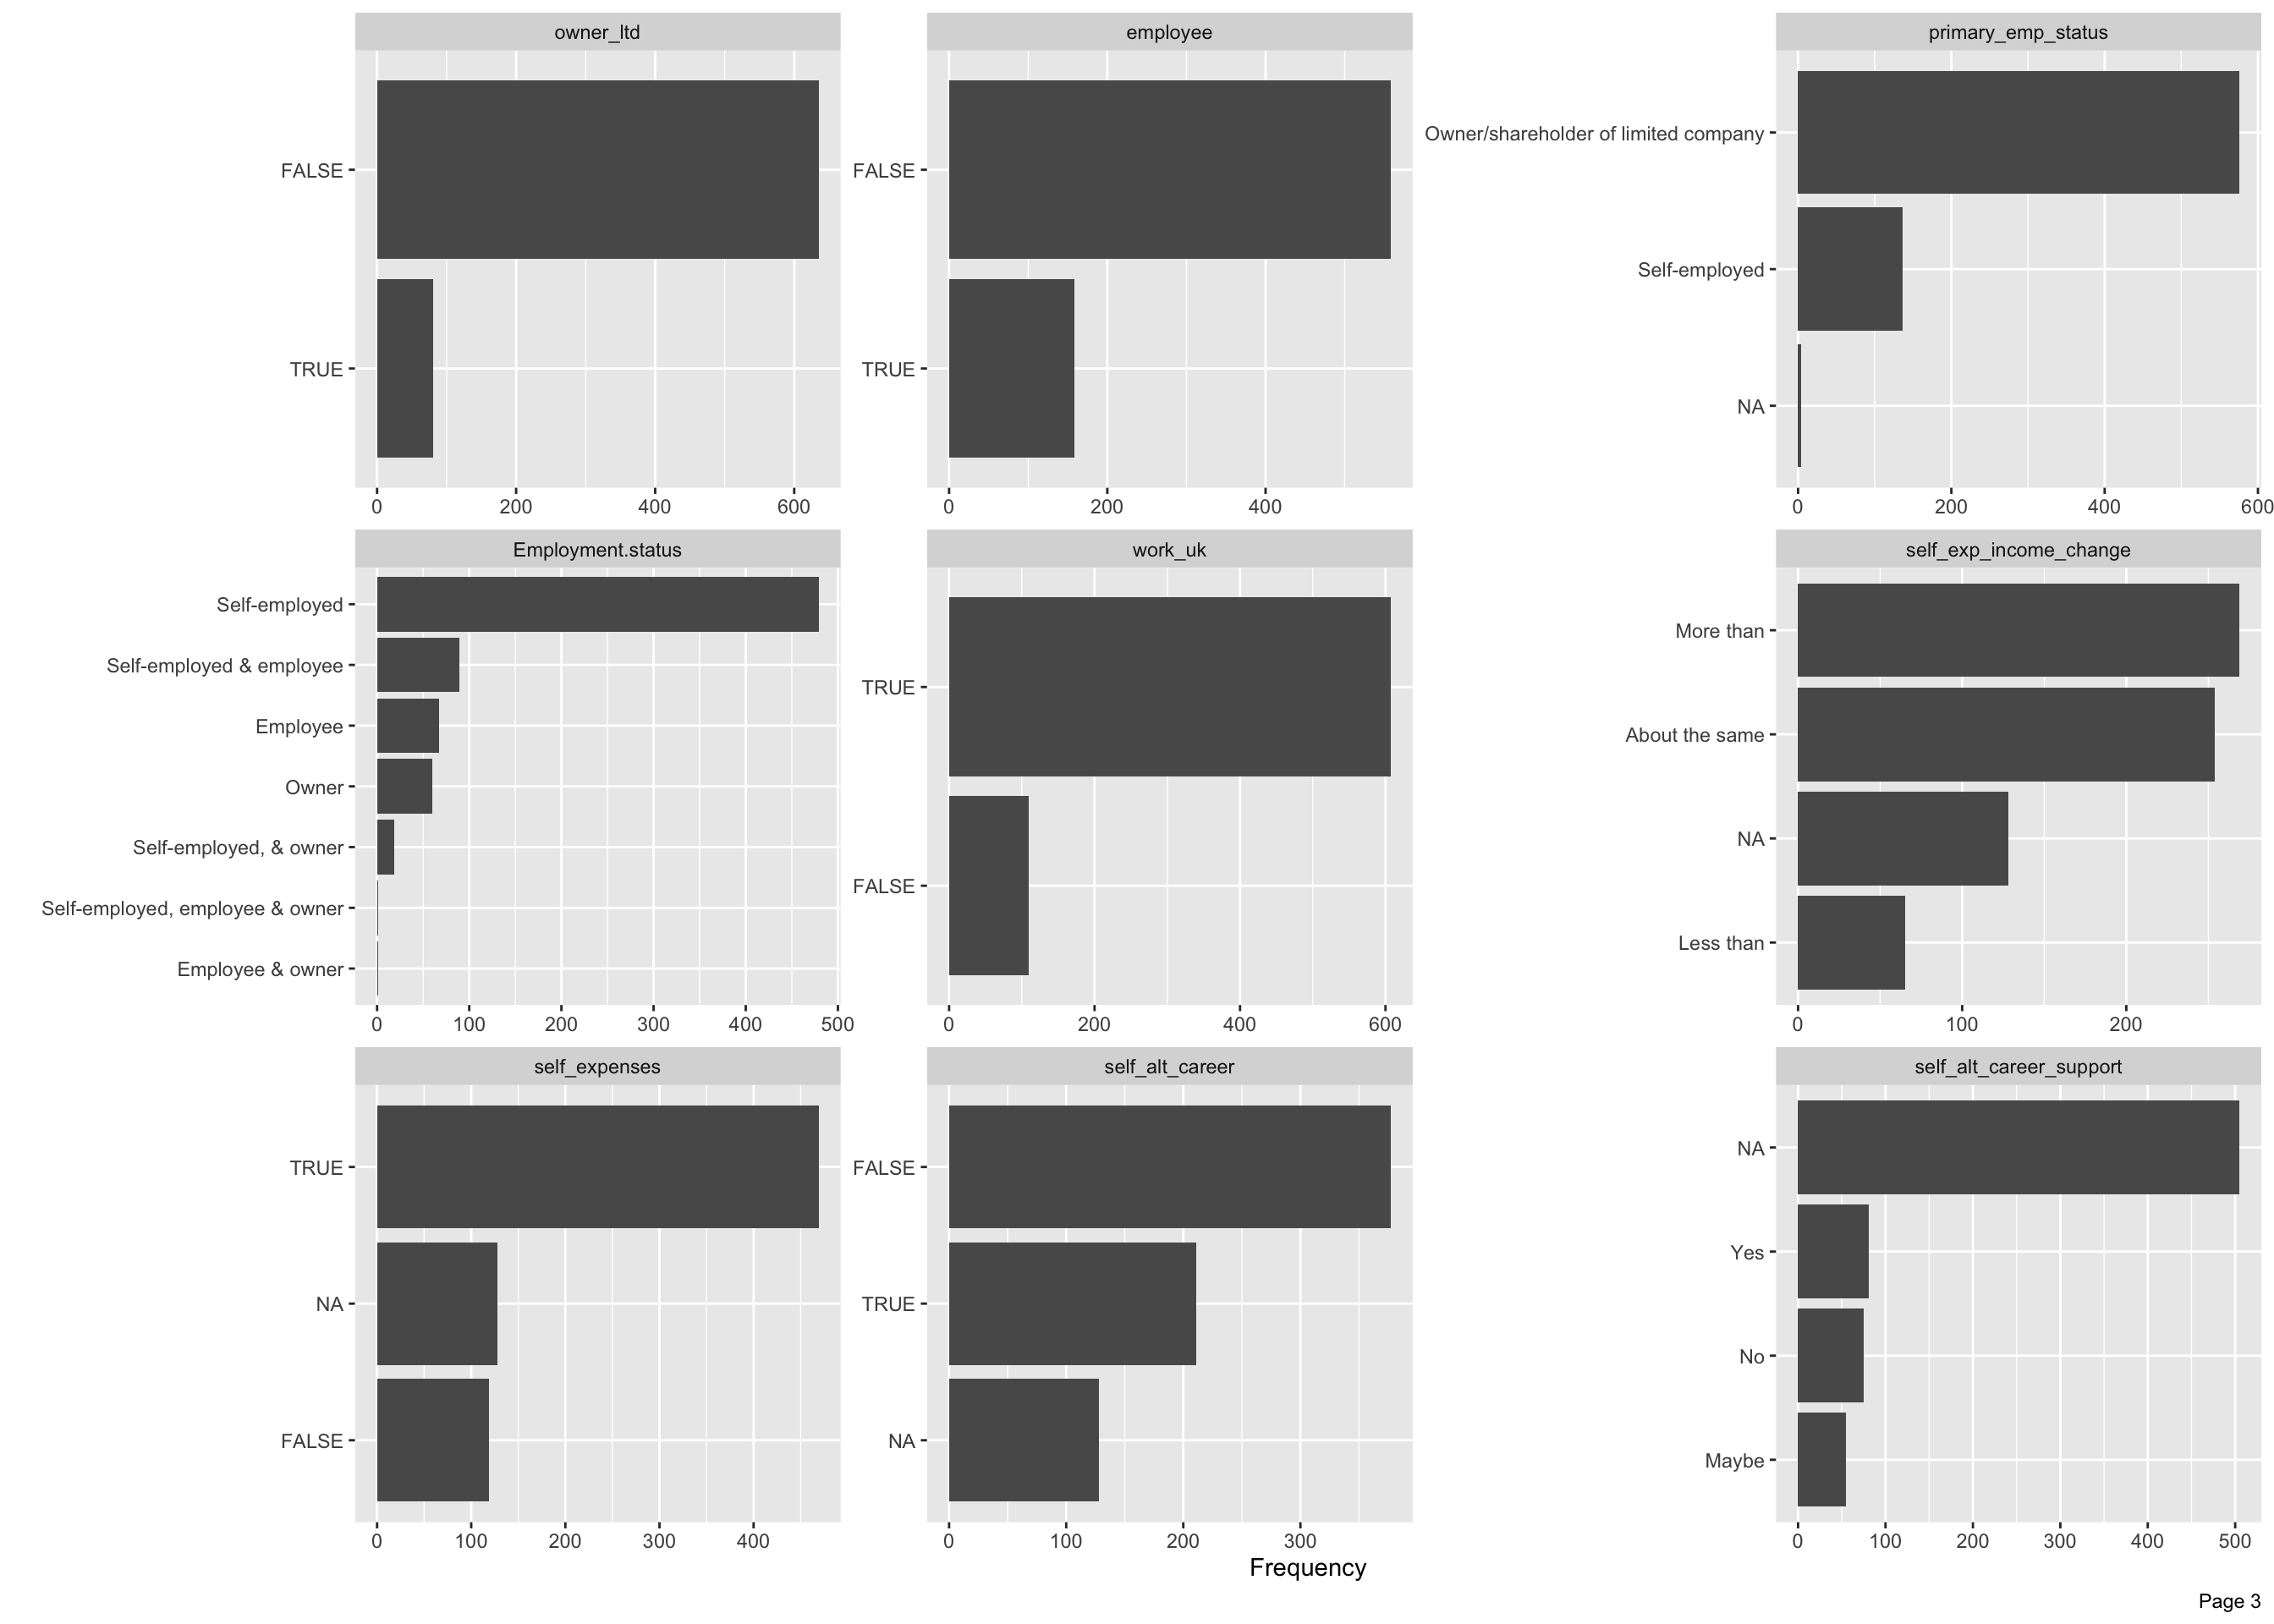 owner_ltd
FALSE
TRUE
0 200 400 600
employee
FALSE
TRUE
0 200 400
primary_emp_status
Owner/shareholder of limited company
Self-employed
NA
0 200 400 600
Employment.status
Self-employed
Self-employed & employee
Employee
Owner
Self-employed, & owner
Self-employed, employee & owner
Employee & owner
0 100 200 300 400 500
work_uk
TRUE
FALSE
0 200 400 600
self_exp_income_change
More than
About the same
NA
Less than
0 100 200
self_expenses
TRUE
NA
FALSE
0 100 200 300 400
self_alt_career
FALSE
TRUE
NA
0 100 200 300
self_alt_career_support
NA
Yes
No
Maybe
0 100 200 300 400 500
Frequency
Page 3